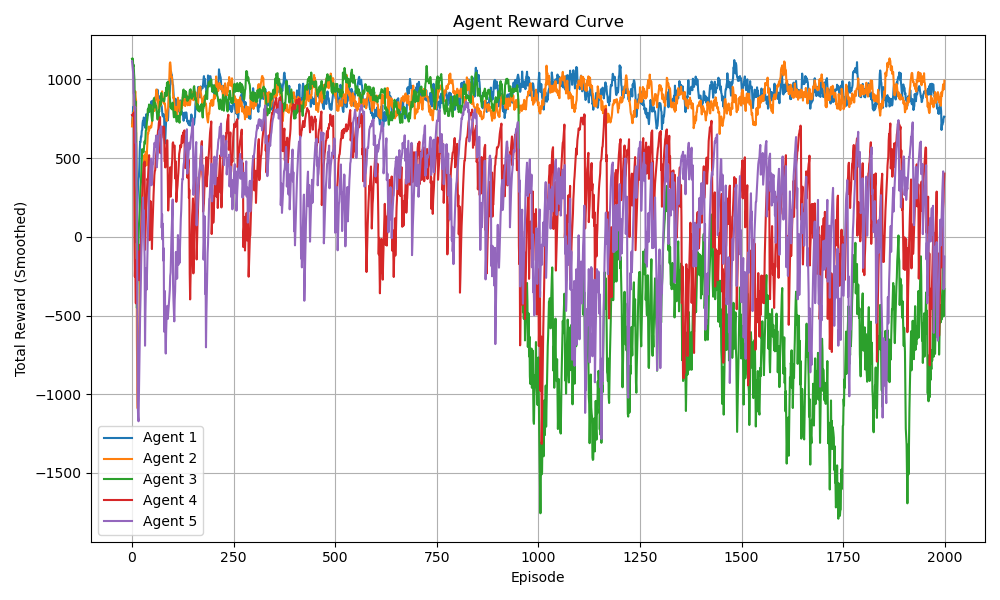 Agent Reward Curve
Total Reward (Smoothed)
1000
500
0
−500
−1000
−1500
Agent 1
Agent 2
Agent 3
Agent 4
Agent 5
0 250 500 750 1000 1250 1500 1750 2000
Episode